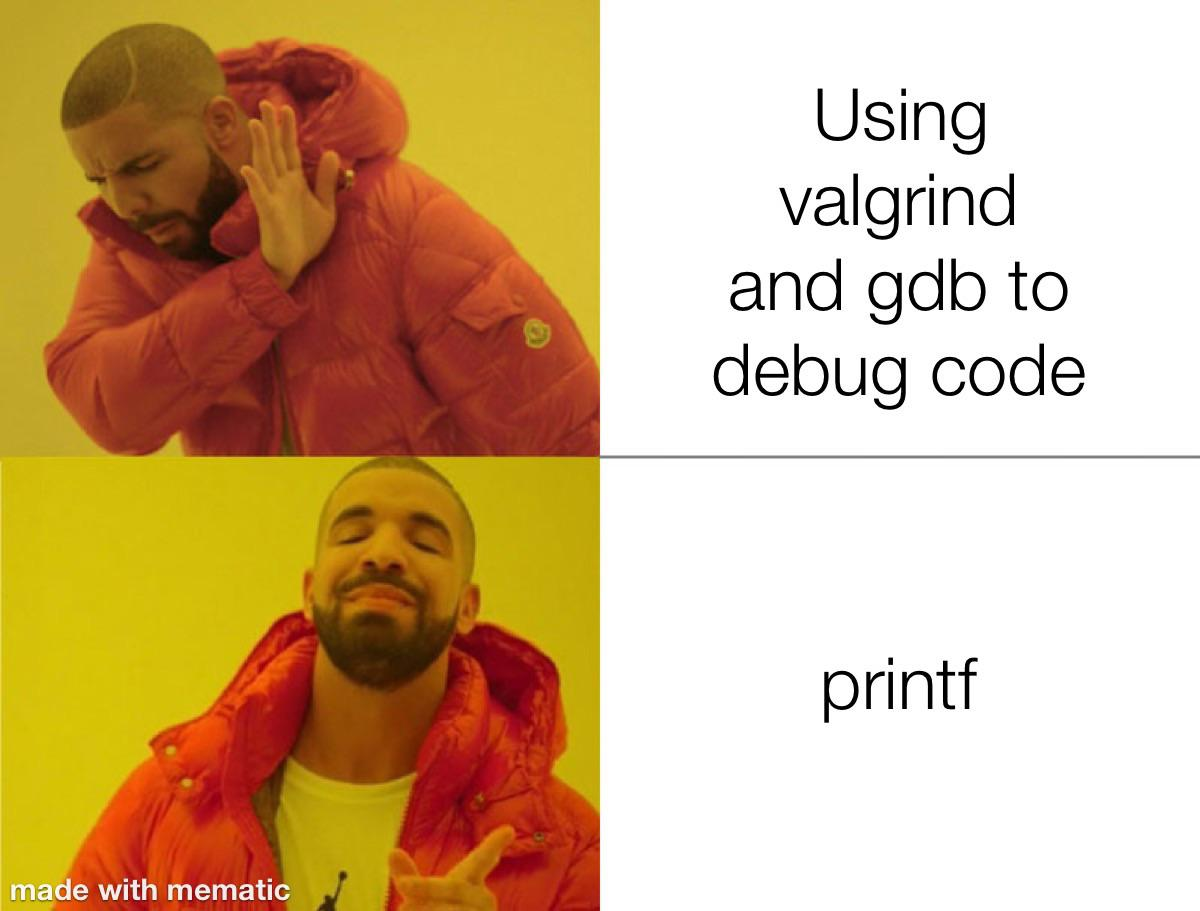 Using
valgrind
and gdb to
debug code
printf
made with mematic